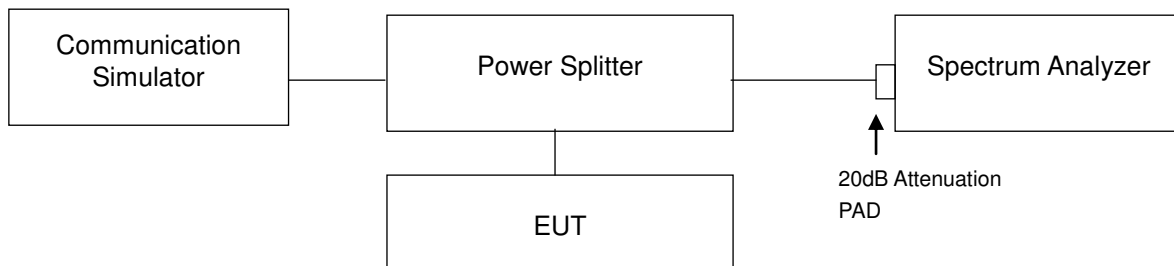 Communication
Simulator
Power Splitter
Spectrum Analyzer
20dB Attenuation
PAD
EUT